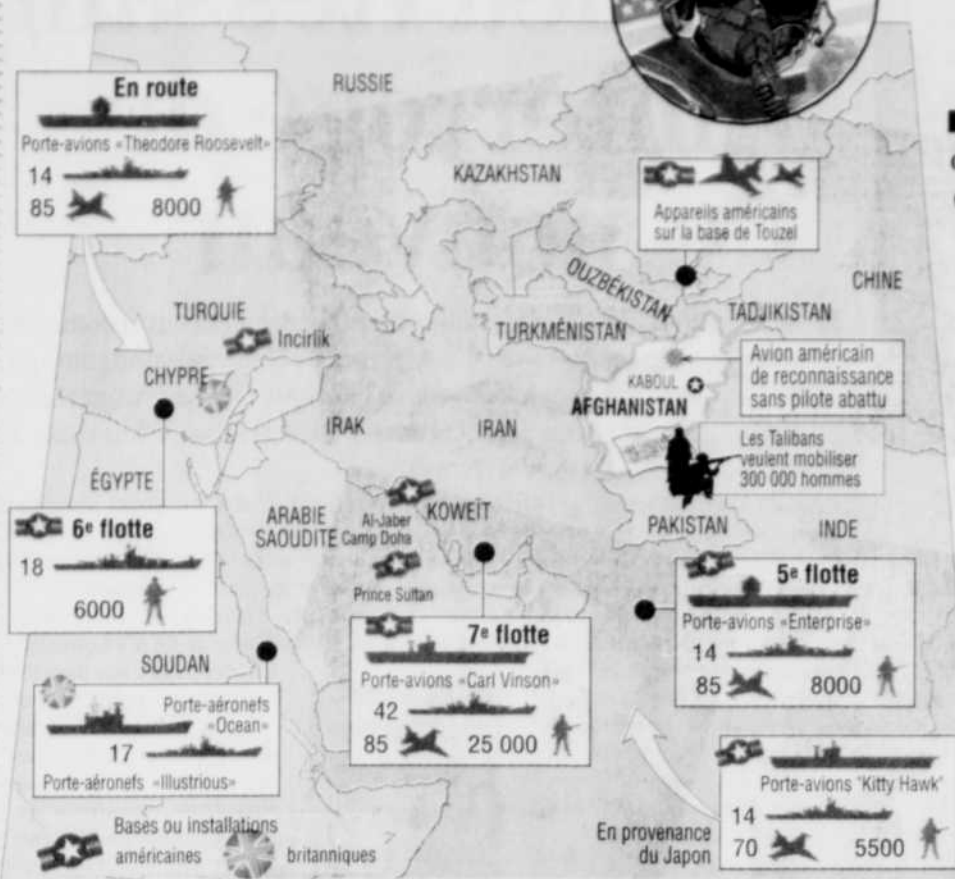 RUSSIE
En route
Porte-avions «Theodore Roosevelt»
14
85 8000
KAZAKHSTAN
Appareils américains
sur la base de Touzel
OUZBÉKISTAN
CHINE
TURQUIE
Incirlik
TURKMÉNISTAN
TADJIKISTAN
CHYPRE
Avion américain
de reconnaissance
sans pilote abattu
KABOUL
AFGHANISTAN
IRAK
IRAN
Les Talibans
veulent mobiliser
300 000 hommes
ÉGYPTE
ARABIE
SAOUDITE
Al-Jaber
Camp Doha
KOWEÏT
PAKISTAN
INDE
Prince Sultan
6e flotte
18
6000
5e flotte
Porte-avions «Enterprise»
14
85 8000
7e flotte
Porte-avions «Carl Vinson»
42
85 25 000
SOUDAN
Porte-aéronefs
«Ocean»
17
Porte-aéronefs «Illustrious»
En provenance
du Japon
Porte-avions "Kitty Hawk"
14
70 5500
Bases ou installations
américaines britanniques